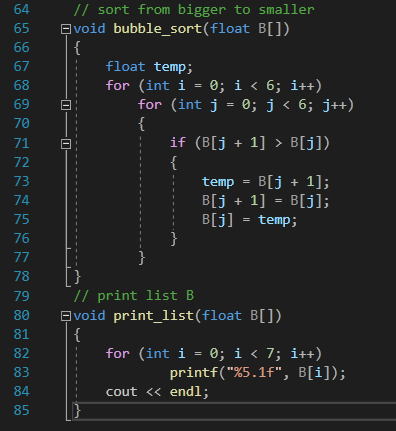 64 // sort from bigger to smaller
65 void bubble_sort(float B[])
66 {
67 float temp;
68 for (int i = 0; i < 6; i++)
69 for (int j = 0; j < 6; j++)
70 {
71 if (B[j + 1] > B[j])
72 {
73 temp = B[j + 1];
74 B[j + 1] = B[j];
75 B[j] = temp;
76 }
77 }
78 }
79 // print list B
80 void print_list(float B[])
81 {
82 for (int i = 0; i < 7; i++)
83 printf("%5.1f", B[i]);
84 cout << endl;
85 }